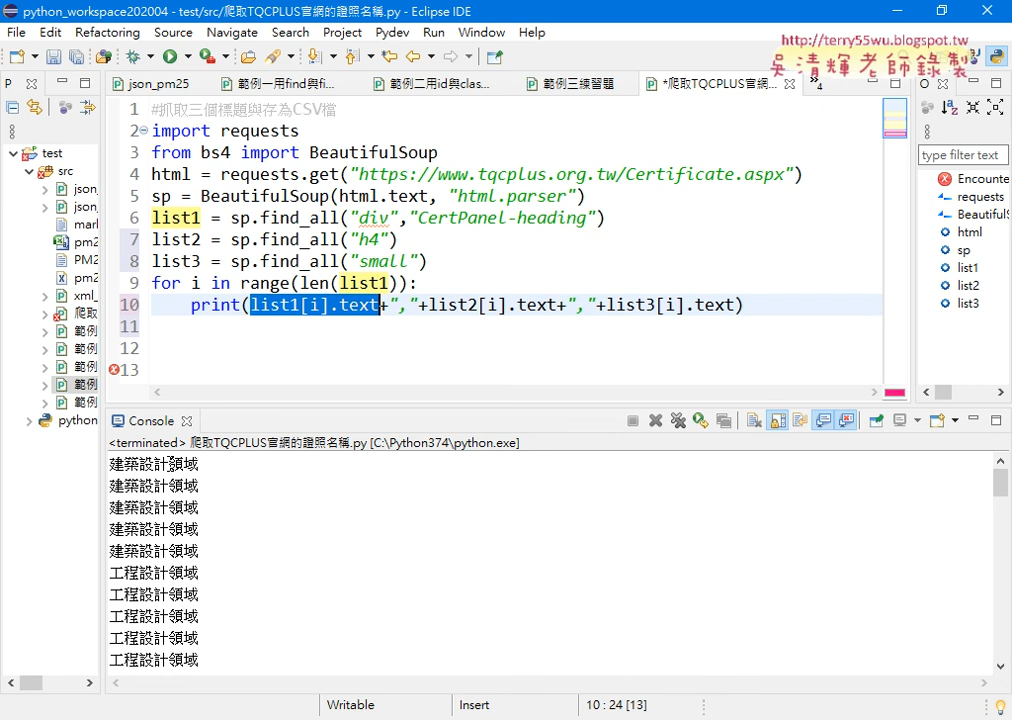 python_workspace202004 - test/src/爬取TQCPLUS官網的證照名稱.py - Eclipse IDE
File Edit Refactoring Source Navigate Search Project Pydev Run Window Help
http://terry55wu.blogspot.tw
吳清輝老師錄製
P
json_pm25
範例一用find與fi...
範例二用id與clas...
範例三練習題
*爬取TQCPLUS官網...
4
O
1 #抓取三個標題與存為CSV檔
2 import requests
3 from bs4 import BeautifulSoup
4 html = requests.get("https://www.tqcplus.org.tw/Certificate.aspx")
5 sp = BeautifulSoup(html.text, "html.parser")
6 list1 = sp.find_all("div","CertPanel-heading")
7 list2 = sp.find_all("h4")
8 list3 = sp.find_all("small")
9 for i in range(len(list1)):
10 print(list1[i].text+","+list2[i].text+","+list3[i].text)
11
12
13
test
src
json_
json_
mark
pm2
PM2
pm2
xml_
爬取
範例
範例
範例
範例
範例
python
type filter text
Encounte
requests
Beautiful
html
sp
list1
list2
list3
Console
<terminated> 爬取TQCPLUS官網的證照名稱.py [C:\Python374\python.exe]
建築設計領域
建築設計領域
建築設計領域
建築設計領域
建築設計領域
工程設計領域
工程設計領域
工程設計領域
工程設計領域
工程設計領域
Writable Insert 10 : 24 [13]